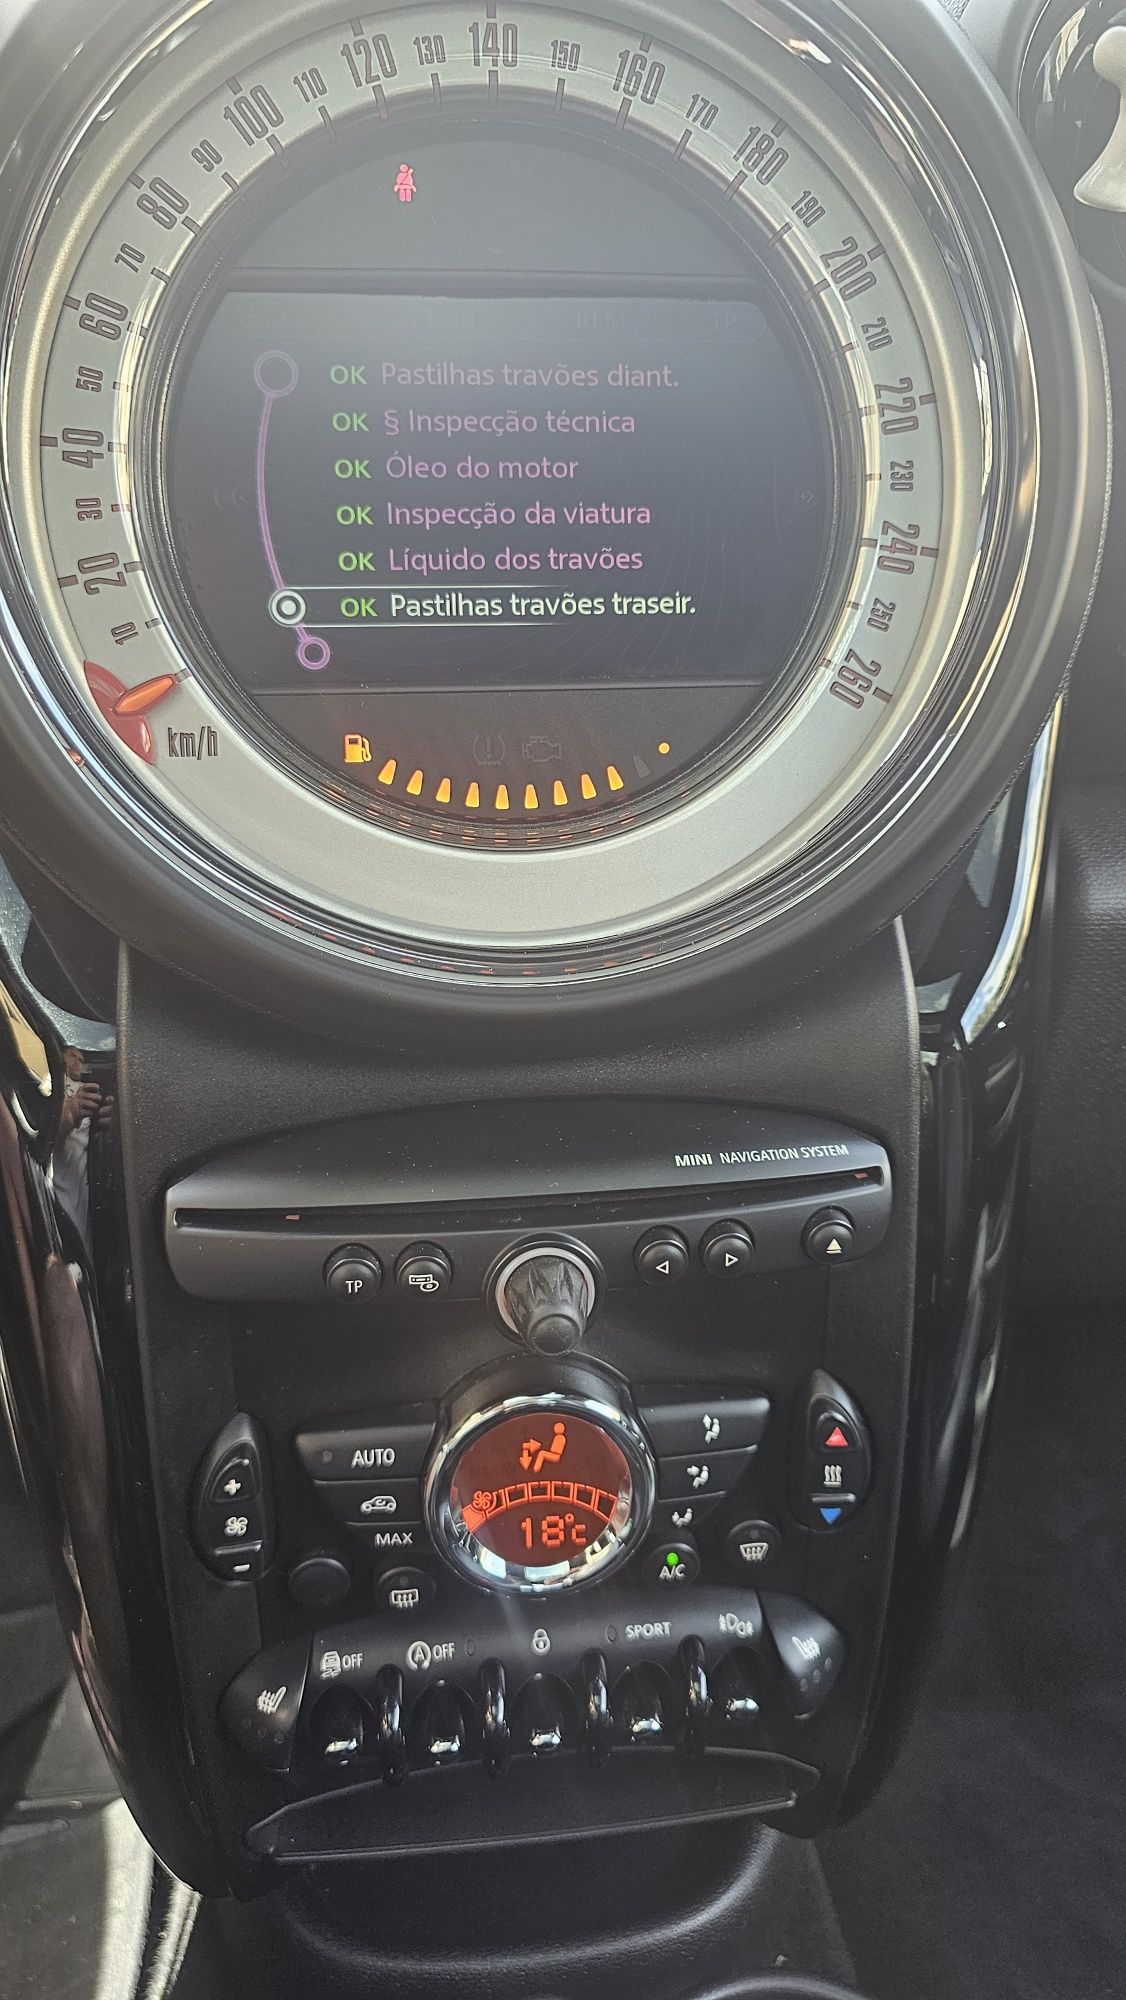 10
20
30
40
50
60
70
80
90
100
110
120
130
140
150
160
170
180
190
200
210
220
230
240
250
260
km/h
RFM TP
OK Pastilhas travões diant.
OK § Inspecção técnica
OK Óleo do motor
OK Inspecção da viatura
OK Líquido dos travões
OK Pastilhas travões traseir.
MINI NAVIGATION SYSTEM
TP
AUTO
MAX
18°c
A/C
OFF
A OFF
SPORT